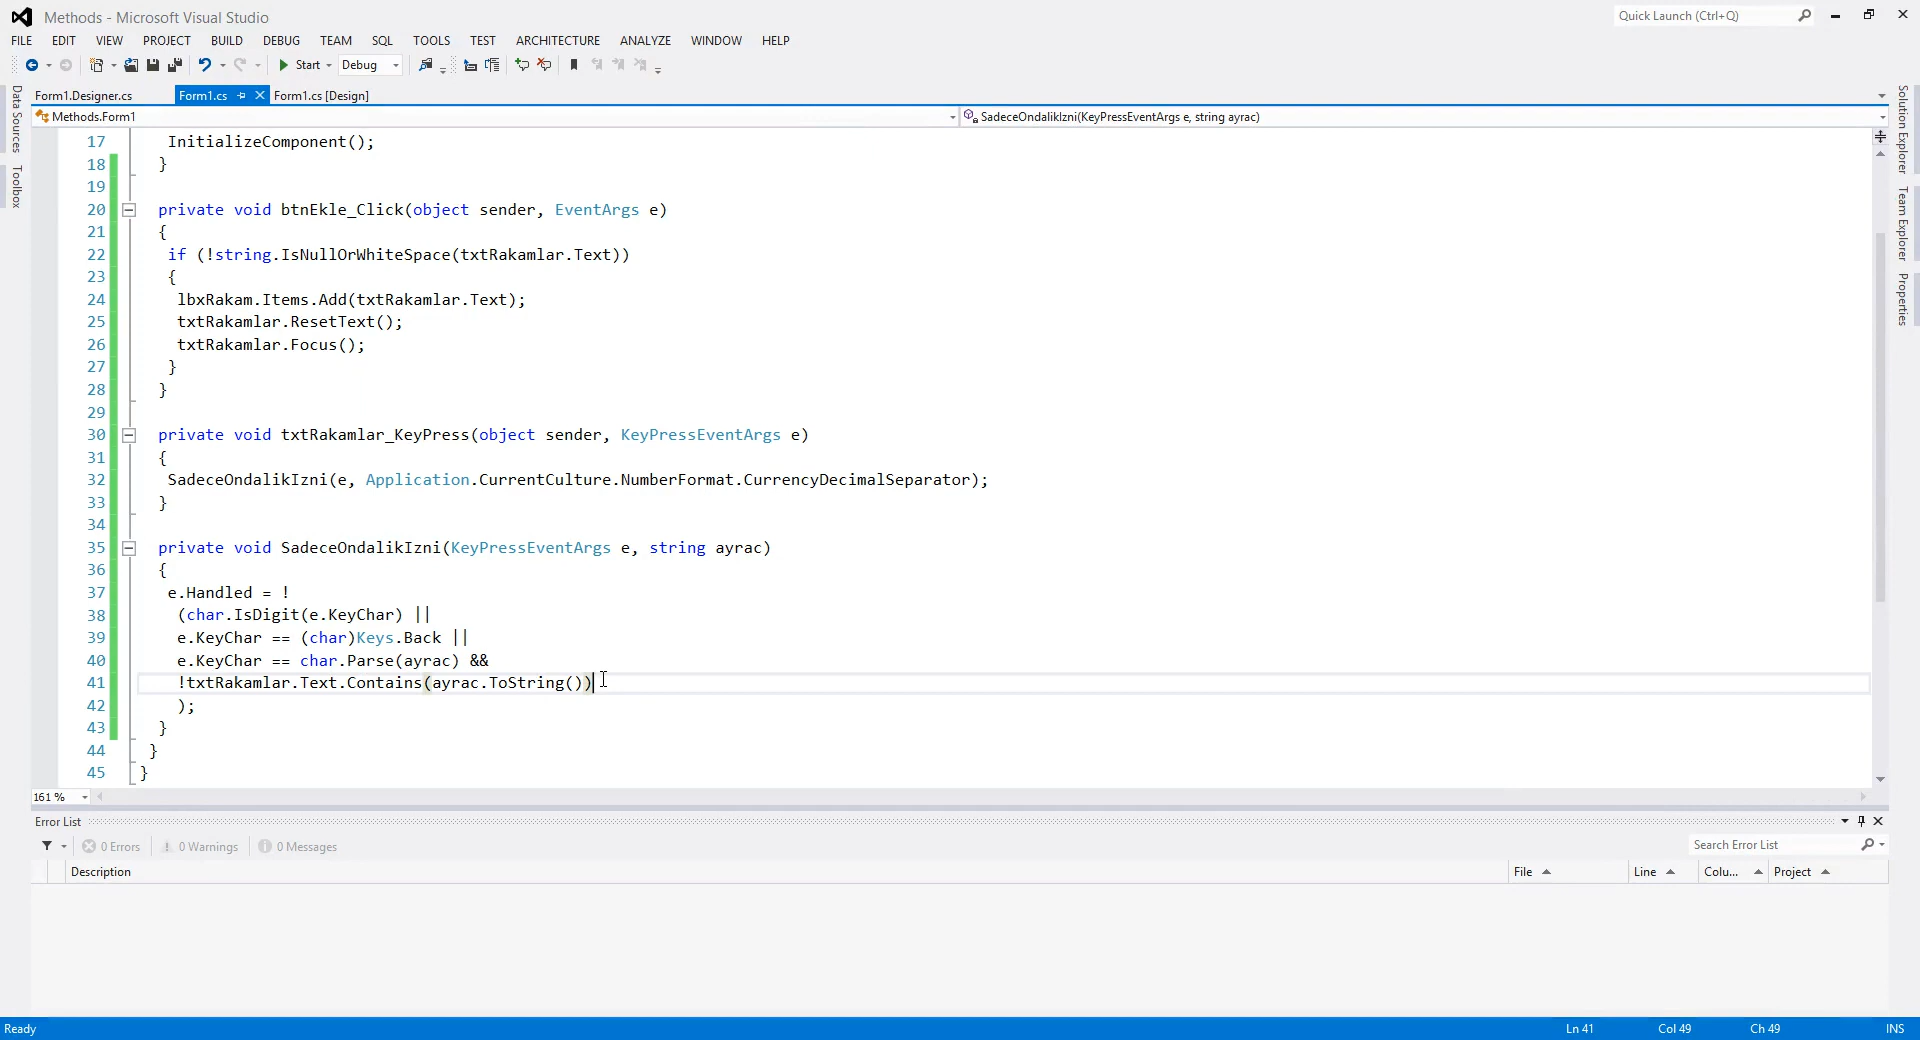 Methods - Microsoft Visual Studio
Quick Launch (Ctrl+Q)
FILE EDIT VIEW PROJECT BUILD DEBUG TEAM SQL TOOLS TEST ARCHITECTURE ANALYZE WINDOW HELP
Start Debug
Form1.Designer.cs Form1.cs Form1.cs [Design]
Methods.Form1 SadeceOndalikIzni(KeyPressEventArgs e, string ayrac)
Data Sources
Toolbox
Solution Explorer
Team Explorer
Properties
17 InitializeComponent();
18 }
19
20 private void btnEkle_Click(object sender, EventArgs e)
21 {
22 if (!string.IsNullOrWhiteSpace(txtRakamlar.Text))
23 {
24 lbxRakam.Items.Add(txtRakamlar.Text);
25 txtRakamlar.ResetText();
26 txtRakamlar.Focus();
27 }
28 }
29
30 private void txtRakamlar_KeyPress(object sender, KeyPressEventArgs e)
31 {
32 SadeceOndalikIzni(e, Application.CurrentCulture.NumberFormat.CurrencyDecimalSeparator);
33 }
34
35 private void SadeceOndalikIzni(KeyPressEventArgs e, string ayrac)
36 {
37 e.Handled = !
38 (char.IsDigit(e.KeyChar) ||
39 e.KeyChar == (char)Keys.Back ||
40 e.KeyChar == char.Parse(ayrac) &&
41 !txtRakamlar.Text.Contains(ayrac.ToString())
42 );
43 }
44 }
45 }
161 %
Error List
0 Errors 0 Warnings 0 Messages
Search Error List
Description File Line Colu... Project
Ready Ln 41 Col 49 Ch 49 INS